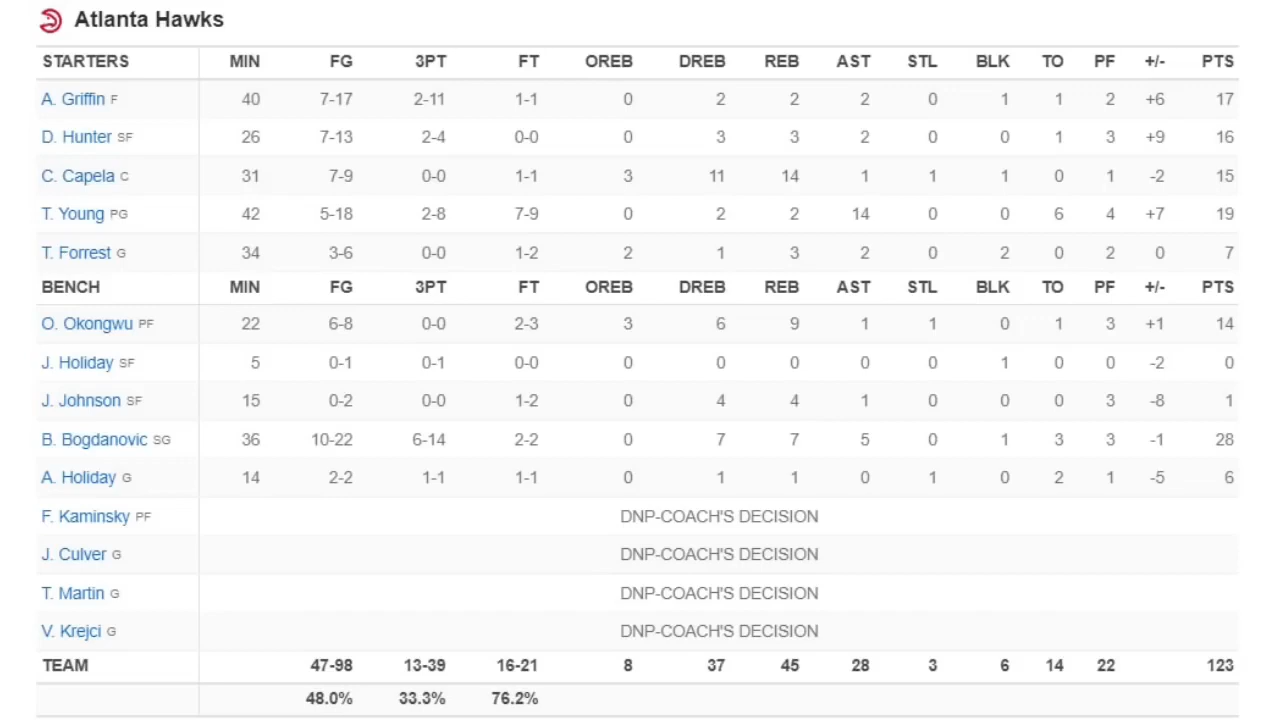 Atlanta Hawks
STARTERS MIN FG 3PT FT OREB DREB REB AST STL BLK TO PF +/- PTS
A. Griffin F 40 7-17 2-11 1-1 0 2 2 2 0 1 1 2 +6 17
D. Hunter SF 26 7-13 2-4 0-0 0 3 3 2 0 0 1 3 +9 16
C. Capela C 31 7-9 0-0 1-1 3 11 14 1 1 1 0 1 -2 15
T. Young PG 42 5-18 2-8 7-9 0 2 2 14 0 0 6 4 +7 19
T. Forrest G 34 3-6 0-0 1-2 2 1 3 2 0 2 0 2 0 7
BENCH MIN FG 3PT FT OREB DREB REB AST STL BLK TO PF +/- PTS
O. Okongwu PF 22 6-8 0-0 2-3 3 6 9 1 1 0 1 3 +1 14
J. Holiday SF 5 0-1 0-1 0-0 0 0 0 0 0 1 0 0 -2 0
J. Johnson SF 15 0-2 0-0 1-2 0 4 4 1 0 0 0 3 -8 1
B. Bogdanovic SG 36 10-22 6-14 2-2 0 7 7 5 0 1 3 3 -1 28
A. Holiday G 14 2-2 1-1 1-1 0 1 1 0 1 0 2 1 -5 6
F. Kaminsky PF DNP-COACH'S DECISION
J. Culver G DNP-COACH'S DECISION
T. Martin G DNP-COACH'S DECISION
V. Krejci G DNP-COACH'S DECISION
TEAM 47-98 13-39 16-21 8 37 45 28 3 6 14 22 123
48.0% 33.3% 76.2%